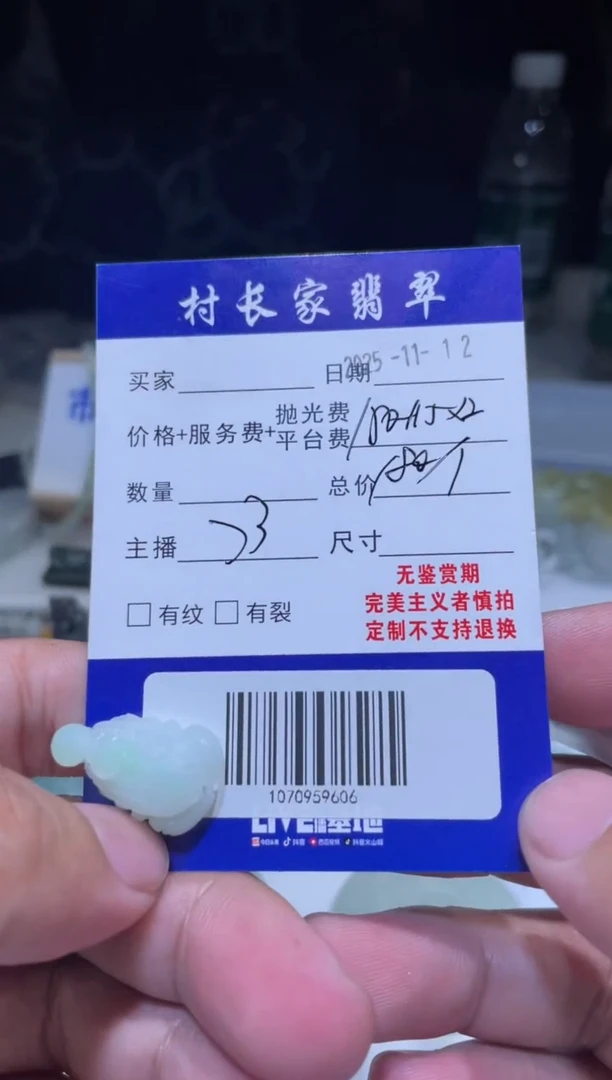 村长家翡翠
买家 日期 2025-11-12
价格+服务费+抛光费平台费
数量 总价
主播 33 尺寸
无鉴赏期
完美主义者慎拍
□有纹 □有裂
定制不支持退换
1070959606
LIVE